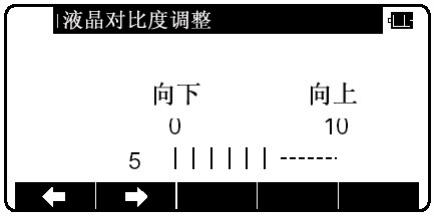 液晶对比度调整
向下 向上
0 10
5 | | | | | | -------